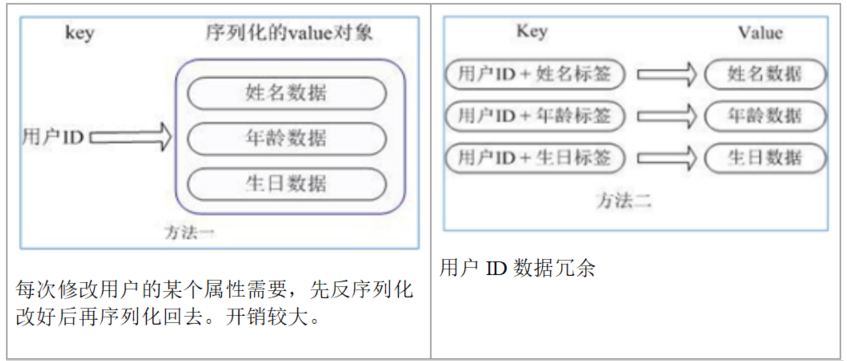 key 序列化的value对象
姓名数据
用户ID
年龄数据
生日数据
方法一
每次修改用户的某个属性需要，先反序列化
改好后再序列化回去。开销较大。
Key Value
用户ID + 姓名标签 姓名数据
用户ID + 年龄标签 年龄数据
用户ID + 生日标签 生日数据
方法二
用户 ID 数据冗余